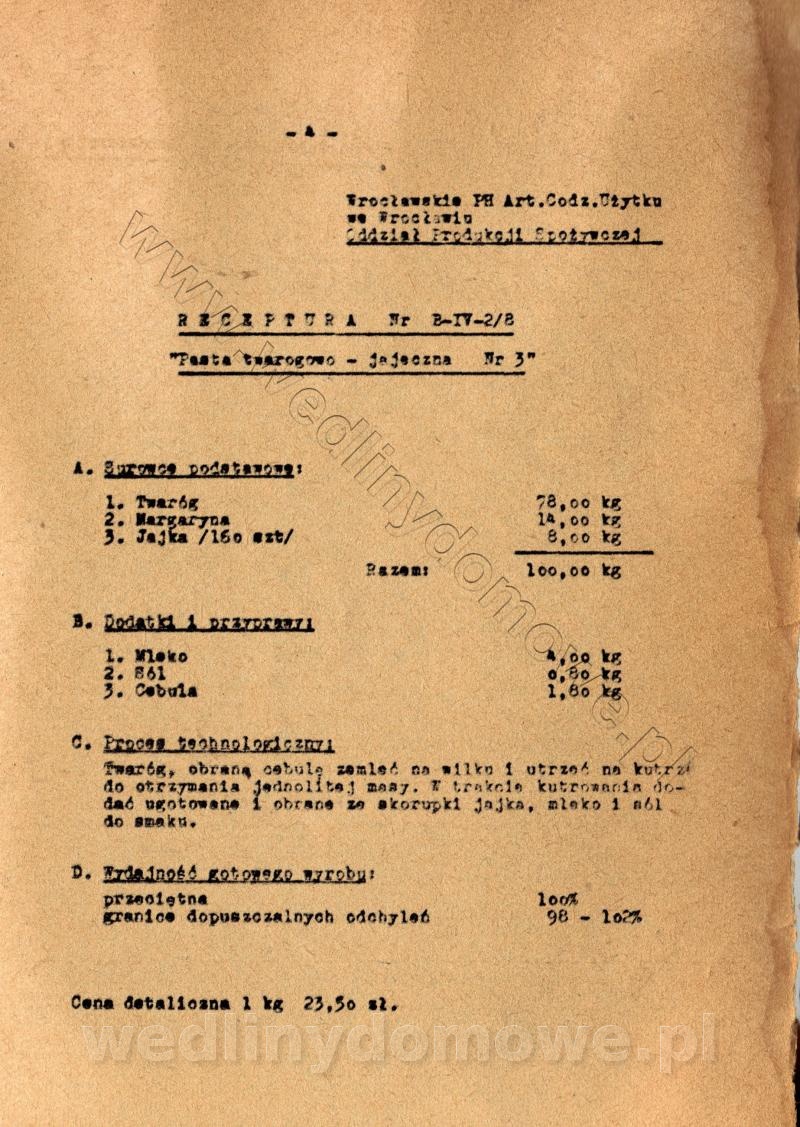 - 4 -
Wrocławskie PH Art.Codz.Użytku
we Wrocławiu
Oddział Produkcji Spożywczej
R E C E P T U R A Nr B-IV-2/8
"Pasta twarogowo - jajeczna Nr 3"
A. Surowce podstawowe:
1. Twaróg 78,00 kg
2. Margaryna 14,00 kg
3. Jajka /160 szt/ 8,00 kg
Razem: 100,00 kg
B. Dodatki i przyprawy:
1. Mleko 4,00 kg
2. Sól 0,80 kg
3. Cebula 1,80 kg
C. Proces technologiczny:
Twaróg, obraną cebulę zemleć na wilku i utrzeć na kutrze
do otrzymania jednolitej masy. W trakcie kutrowania do-
dać ugotowane i obrane ze skorupki jajka, mleko i sól
do smaku.
D. Wydajność gotowego wyrobu:
przeciętna 100%
granice dopuszczalnych odchyleń 98 - 102%
Cena detaliczna 1 kg 23,50 zł.
www.wedlinydomowe.pl
wedlinydomowe.pl